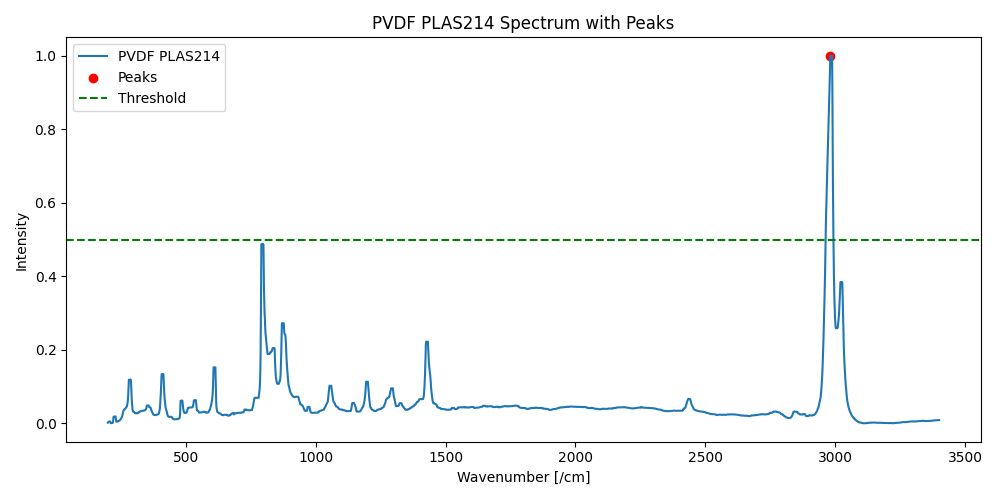 PVDF PLAS214 Spectrum with Peaks
PVDF PLAS214
Peaks
Threshold
1.0
0.8
0.6
0.4
0.2
0.0
Intensity
500 1000 1500 2000 2500 3000 3500
Wavenumber [/cm]